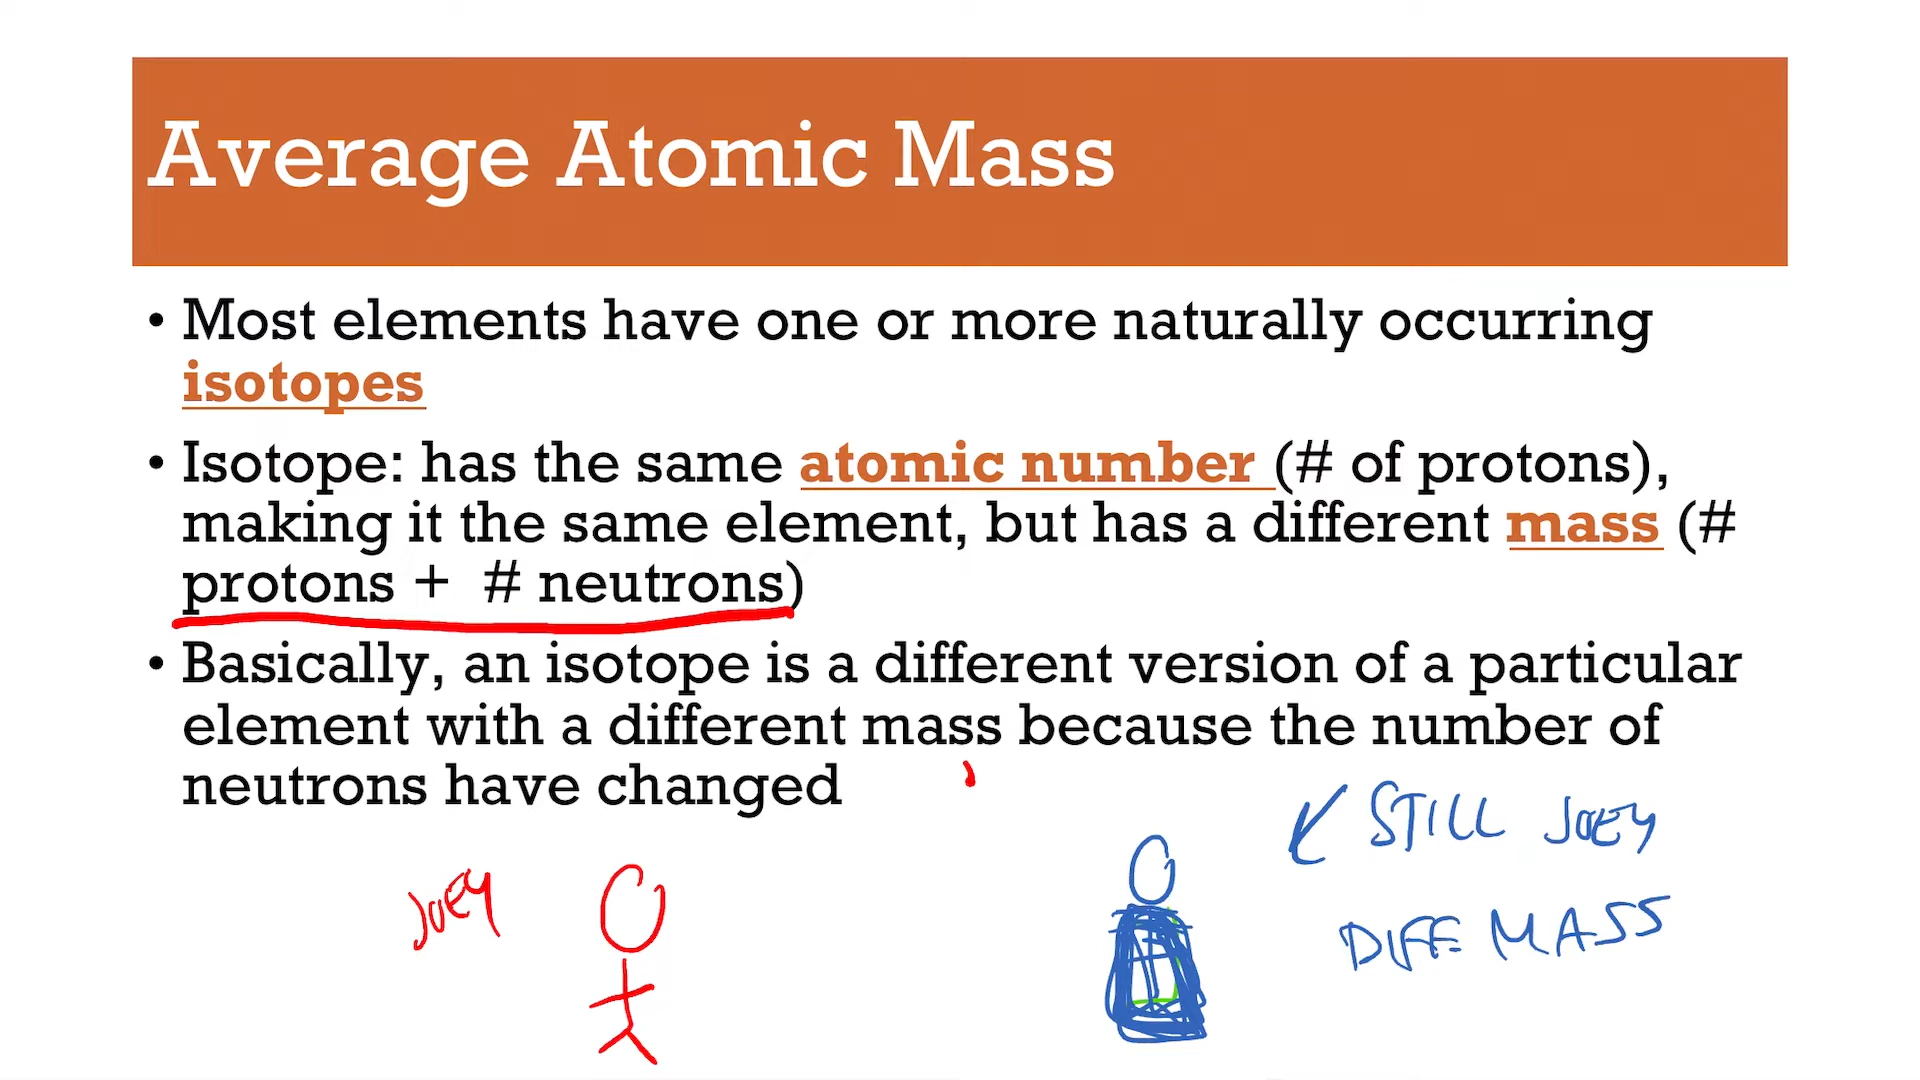 Average Atomic Mass
• Most elements have one or more naturally occurring
isotopes
• Isotope: has the same atomic number (# of protons),
making it the same element, but has a different mass (#
protons + # neutrons)
• Basically, an isotope is a different version of a particular
element with a different mass because the number of
neutrons have changed
STILL JOEY
JOEY
DIFF MASS